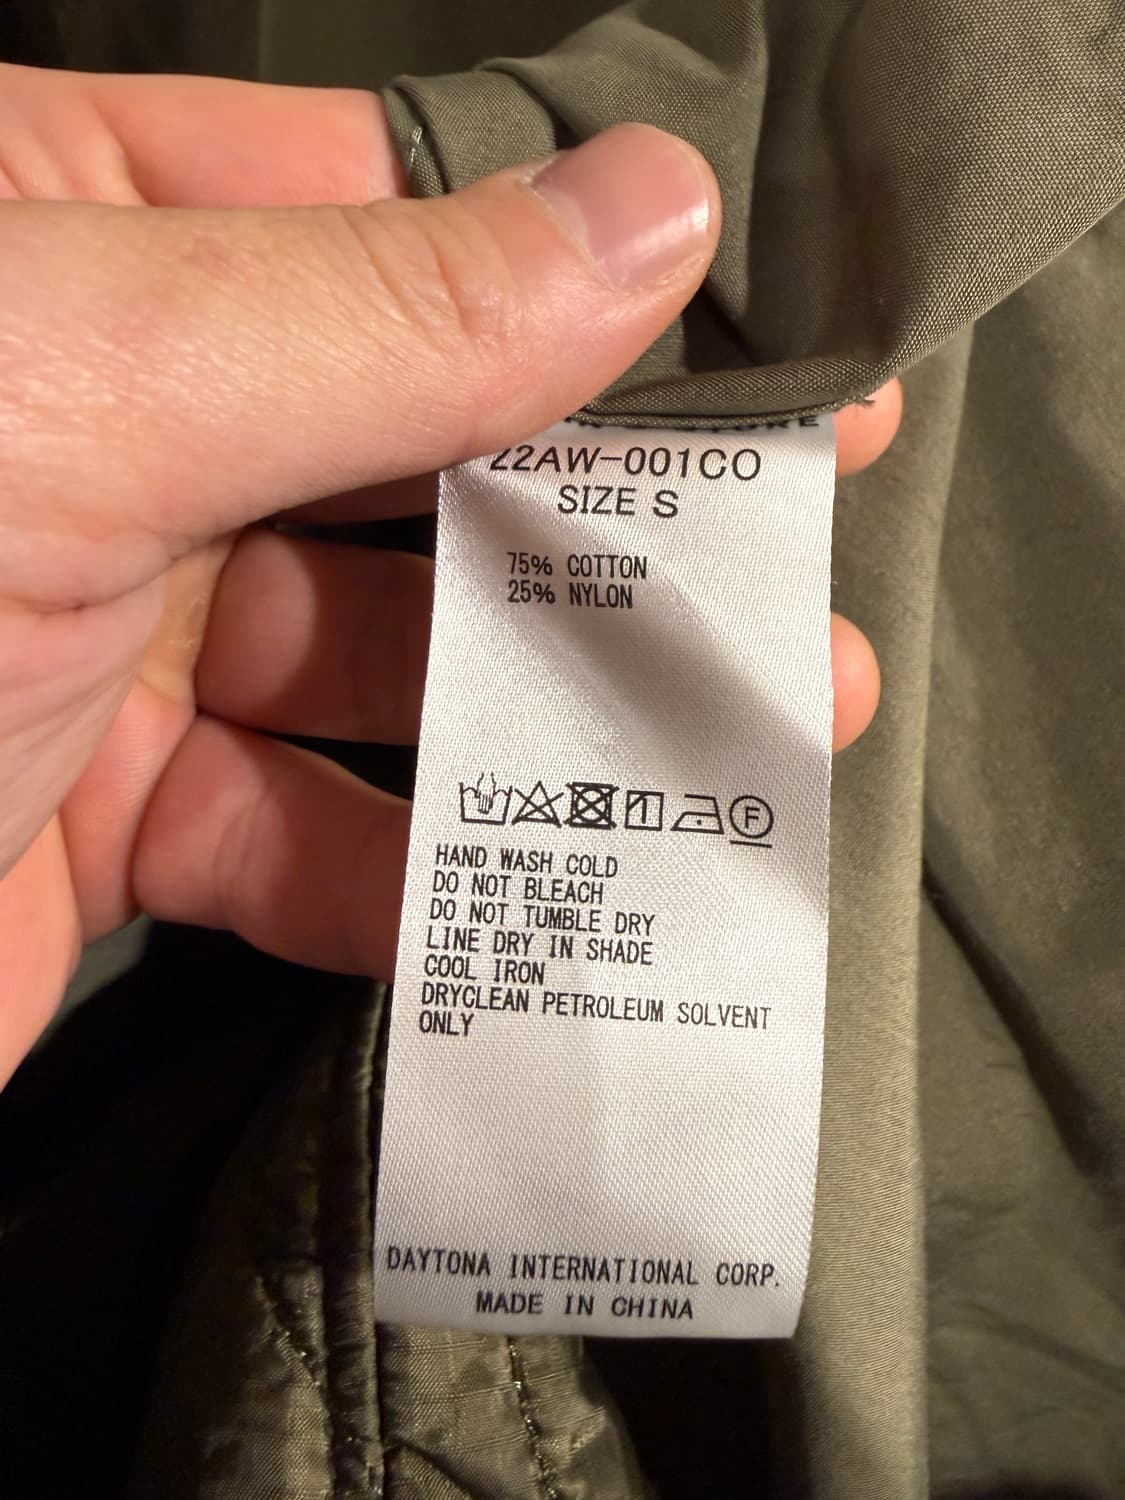 22AW-001CO
SIZE S
75% COTTON
25% NYLON
F
HAND WASH COLD
DO NOT BLEACH
DO NOT TUMBLE DRY
LINE DRY IN SHADE
COOL IRON
DRYCLEAN PETROLEUM SOLVENT
ONLY
DAYTONA INTERNATIONAL CORP.
MADE IN CHINA